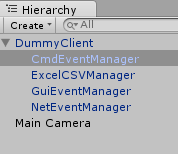 Hierarchy
Create All
DummyClient
CmdEventManager
ExcelCSVManager
GuiEventManager
NetEventManager
Main Camera